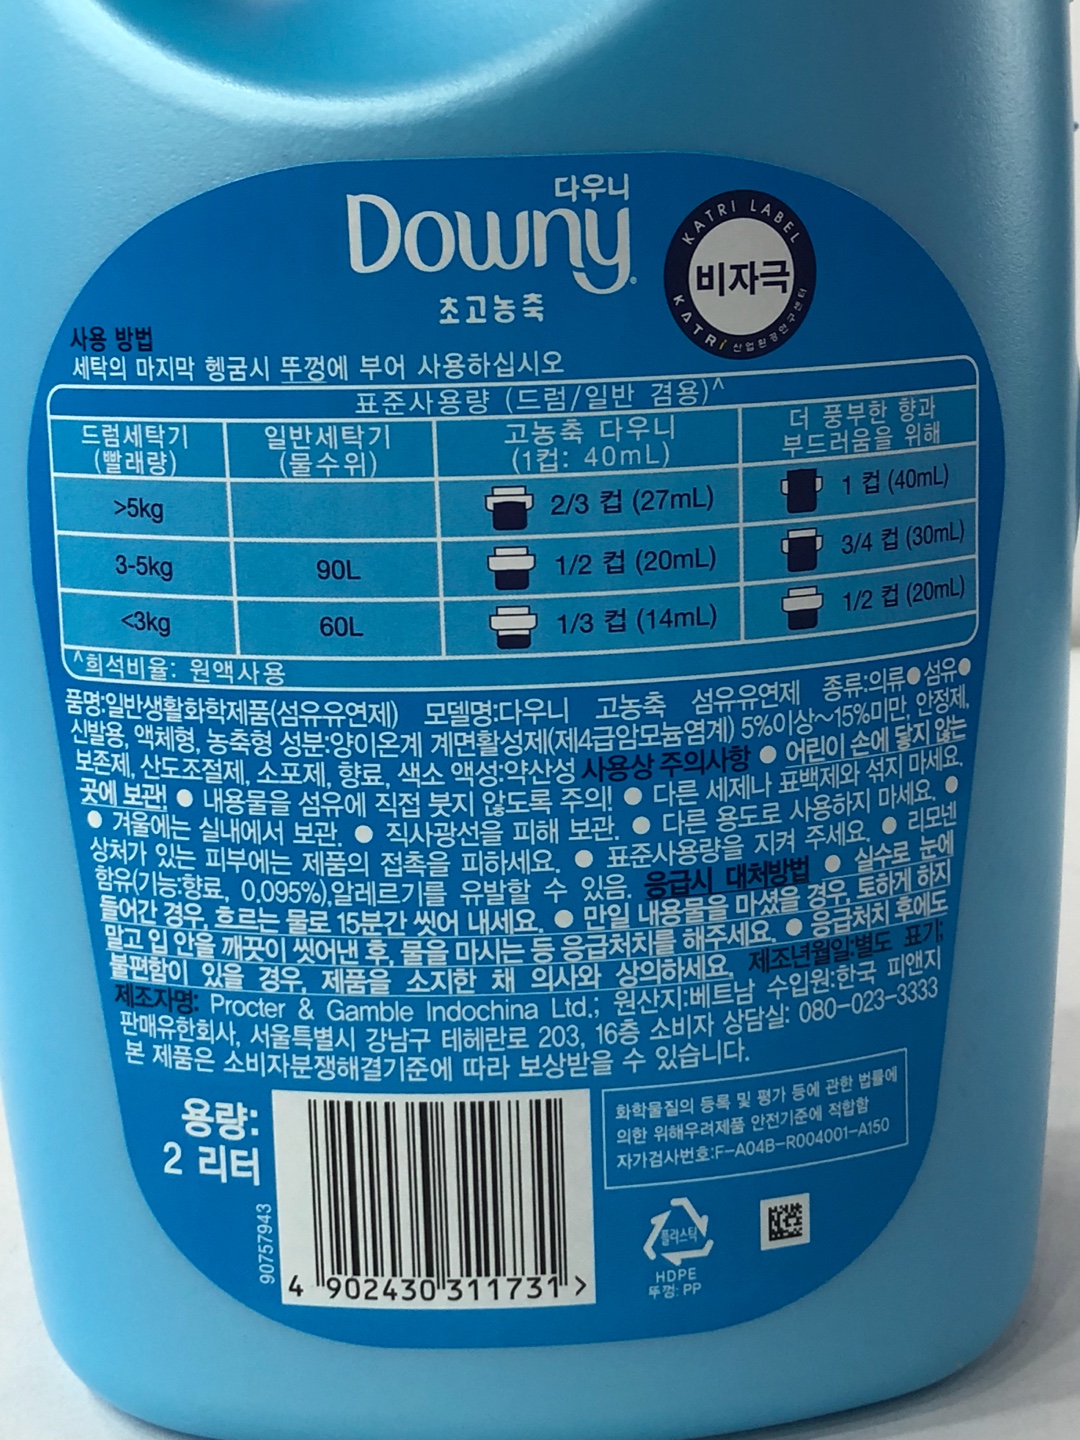 다우니
Downy
초고농축
KATRI LABEL
비자극
KATRI 산업환경연구센터
사용 방법
세탁의 마지막 헹굼시 뚜껑에 부어 사용하십시오
표준사용량 (드럼/일반 겸용)^
드럼세탁기 (빨래량) 일반세탁기 (물수위) 고농축 다우니 (1컵: 40mL) 더 풍부한 향과 부드러움을 위해
>5kg 2/3 컵 (27mL) 1 컵 (40mL)
3-5kg 90L 1/2 컵 (20mL) 3/4 컵 (30mL)
<3kg 60L 1/3 컵 (14mL) 1/2 컵 (20mL)
^희석비율: 원액사용
품명:일반생활화학제품(섬유유연제) 모델명:다우니 고농축 섬유유연제 종류:의류●섬유●
신발용, 액체형, 농축형 성분:양이온계 계면활성제(제4급암모늄염계) 5%이상~15%미만, 안정제,
보존제, 산도조절제, 소포제, 향료, 색소 액성:약산성 사용상 주의사항 ● 어린이 손에 닿지 않는
곳에 보관! ● 내용물을 섬유에 직접 붓지 않도록 주의! ● 다른 세제나 표백제와 섞지 마세요.
● 겨울에는 실내에서 보관. ● 직사광선을 피해 보관. ● 다른 용도로 사용하지 마세요. ●
상처가 있는 피부에는 제품의 접촉을 피하세요. ● 표준사용량을 지켜 주세요. ● 리모넨
함유(기능:향료, 0.095%),알레르기를 유발할 수 있음. 응급시 대처방법 ● 실수로 눈에
들어간 경우, 흐르는 물로 15분간 씻어 내세요. ● 만일 내용물을 마셨을 경우, 토하게 하지
말고 입 안을 깨끗이 씻어낸 후, 물을 마시는 등 응급처치를 해주세요. ● 응급처치 후에도
불편함이 있을 경우, 제품을 소지한 채 의사와 상의하세요. 제조년월일:별도 표기;
제조자명: Procter & Gamble Indochina Ltd.; 원산지:베트남 수입원:한국 피앤지
판매유한회사, 서울특별시 강남구 테헤란로 203, 16층 소비자 상담실: 080-023-3333
본 제품은 소비자분쟁해결기준에 따라 보상받을 수 있습니다.
용량:
2 리터
90757943
4 902430 311731 >
화학물질의 등록 및 평가 등에 관한 법률에
의한 위해우려제품 안전기준에 적합함
자가검사번호:F-A04B-R004001-A150
플라스틱
HDPE
뚜껑: PP